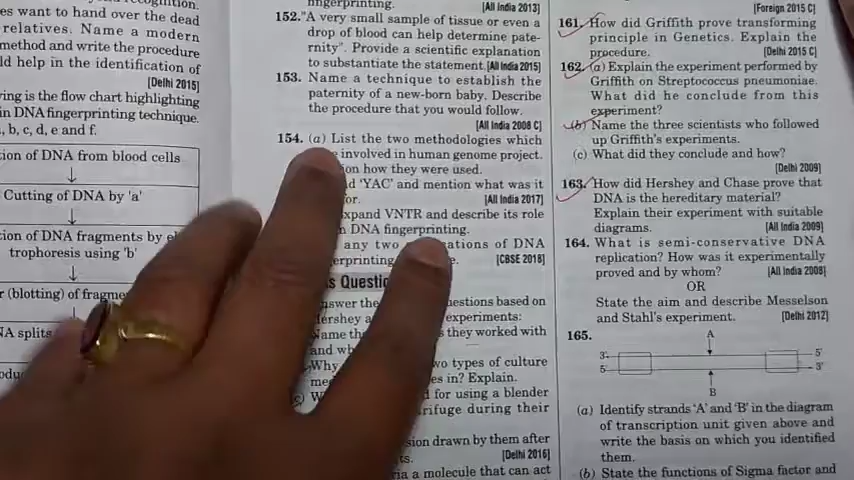 es want to hand over the dead
relatives. Name a modern
method and write the procedure
ld help in the identification of
[Delhi 2015]
ing is the flow chart highlighting
in DNA fingerprinting technique.
, b, c, d, e and f.
ion of DNA from blood cells
Cutting of DNA by 'a'
tion of DNA fragments by el
trophoresis using 'b'
r (blotting) of fragme
NA splits
fingerprinting.
[All India 2013]
152. "A very small sample of tissue or even a
drop of blood can help determine pate-
rnity". Provide a scientific explanation
to substantiate the statement. [All India 2015]
153. Name a technique to establish the
paternity of a new-born baby. Describe
the procedure that you would follow.
[All India 2008 C]
154. (a) List the two methodologies which
involved in human genome project.
on how they were used.
d 'YAC' and mention what was it
or. [All India 2017]
xpand VNTR and describe its role
n DNA fingerprinting.
any two ations of DNA
erprinting [CBSE 2018]
s Questio
swer the estions based on
ershey a experiments:
Name th they worked with
and wh
Why wo types of culture
me es in? Explain.
(c) W d for using a blender
rifuge during their
sion drawn by them after
ts. [Delhi 2016]
ia a molecule that can act
[Foreign 2015 C]
161. How did Griffith prove transforming
principle in Genetics. Explain the
procedure. [Delhi 2015 C]
162. (a) Explain the experiment performed by
Griffith on Streptococcus pneumoniae.
What did he conclude from this
experiment?
(b) Name the three scientists who followed
up Griffith's experiments.
(c) What did they conclude and how?
[Delhi 2009]
163. How did Hershey and Chase prove that
DNA is the hereditary material?
Explain their experiment with suitable
diagrams. [All India 2009]
164. What is semi-conservative DNA
replication? How was it experimentally
proved and by whom? [All India 2008]
OR
State the aim and describe Messelson
and Stahl's experiment. [Delhi 2012]
165.
A
3' 5'
5' 3'
B
(a) Identify strands 'A' and 'B' in the diagram
of transcription unit given above and
write the basis on which you identified
them.
(b) State the functions of Sigma factor and